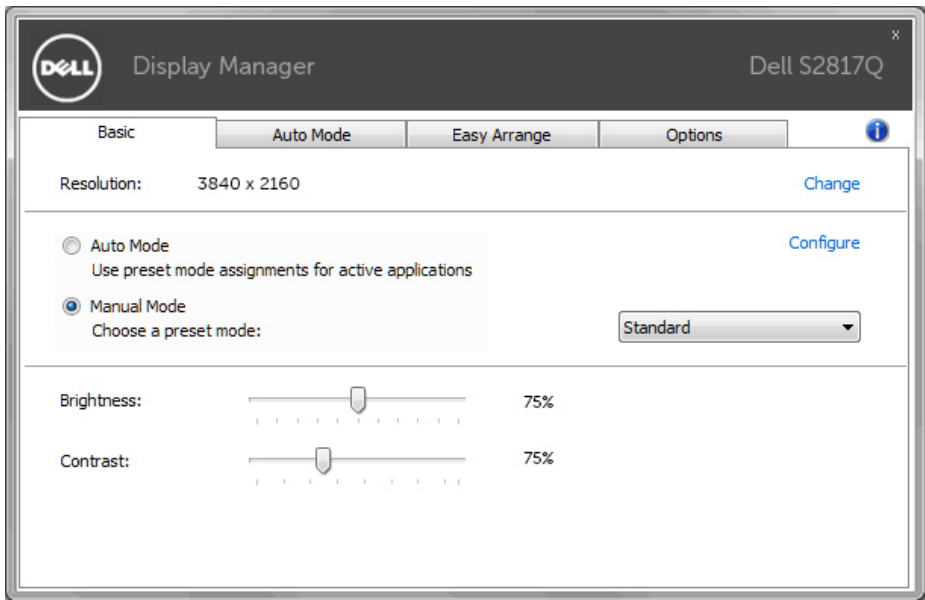 x
DELL Display Manager Dell S2817Q
Basic Auto Mode Easy Arrange Options i
Resolution: 3840 x 2160 Change
Auto Mode Configure
Use preset mode assignments for active applications
Manual Mode
Choose a preset mode: Standard
Brightness: 75%
Contrast: 75%